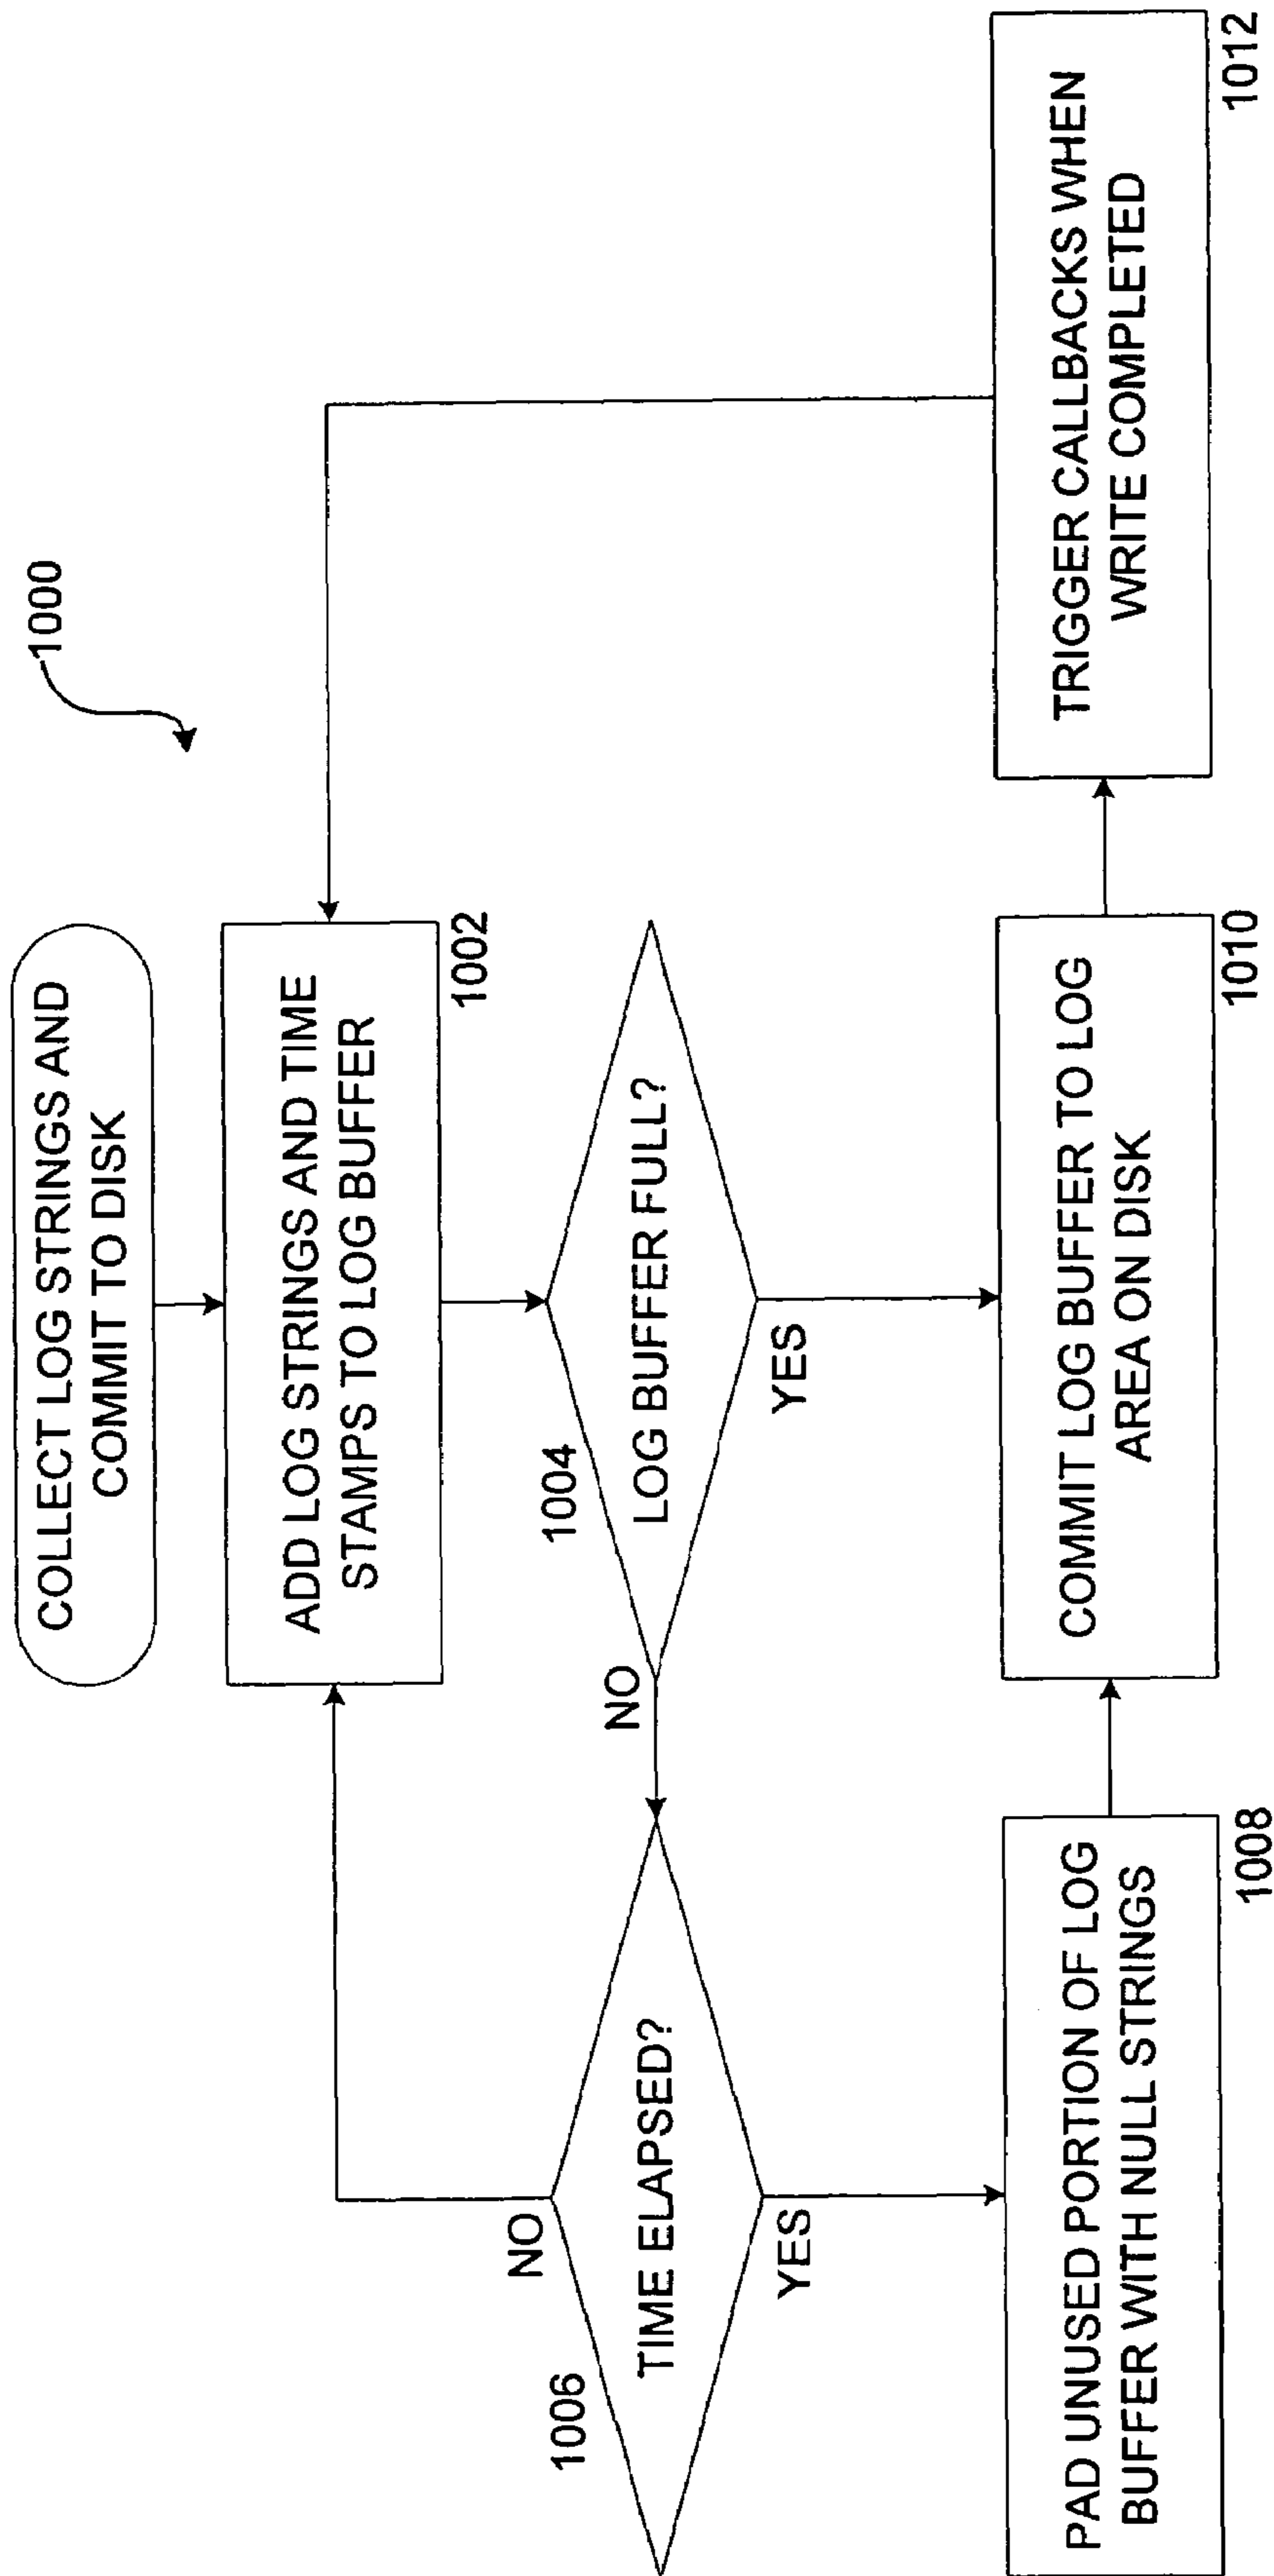 1000
COLLECT LOG STRINGS AND
COMMIT TO DISK
ADD LOG STRINGS AND TIME
STAMPS TO LOG BUFFER
1002
1004
LOG BUFFER FULL?
NO
YES
1006
TIME ELAPSED?
NO
YES
PAD UNUSED PORTION OF LOG
BUFFER WITH NULL STRINGS
1008
COMMIT LOG BUFFER TO LOG
AREA ON DISK
1010
TRIGGER CALLBACKS WHEN
WRITE COMPLETED
1012